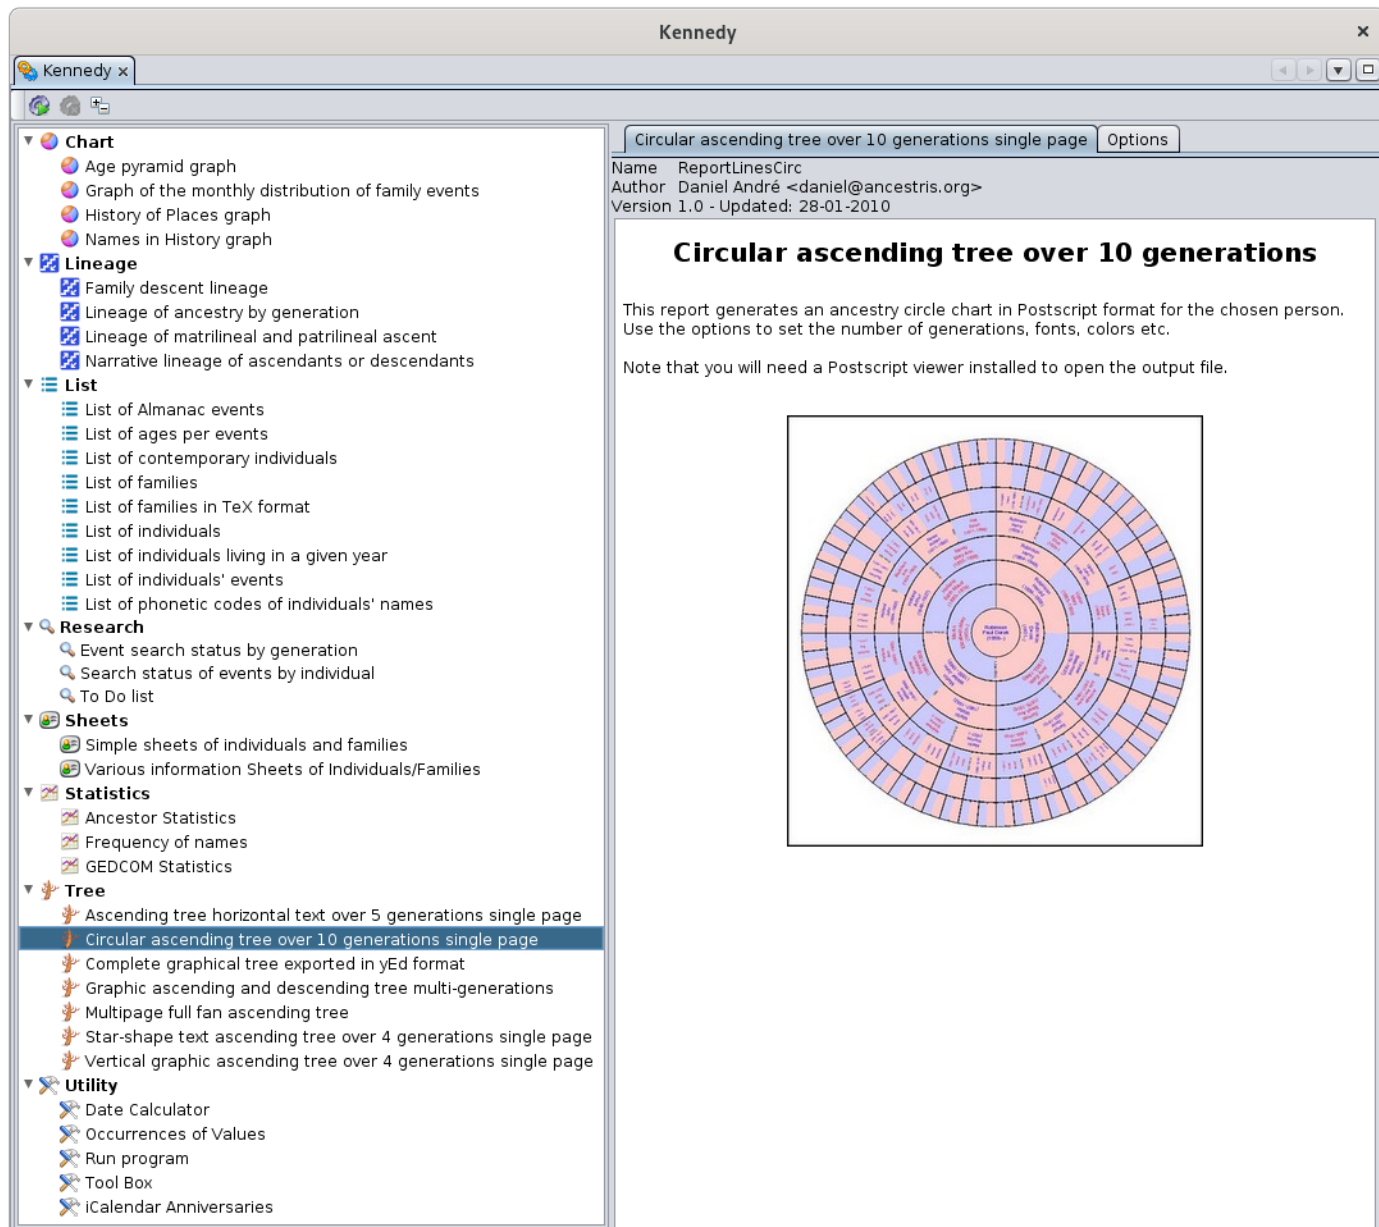 Kennedy
Kennedy
Chart
Age pyramid graph
Graph of the monthly distribution of family events
History of Places graph
Names in History graph
Lineage
Family descent lineage
Lineage of ancestry by generation
Lineage of matrilineal and patrilineal ascent
Narrative lineage of ascendants or descendants
List
List of Almanac events
List of ages per events
List of contemporary individuals
List of families
List of families in TeX format
List of individuals
List of individuals living in a given year
List of individuals' events
List of phonetic codes of individuals' names
Research
Event search status by generation
Search status of events by individual
To Do list
Sheets
Simple sheets of individuals and families
Various information Sheets of Individuals/Families
Statistics
Ancestor Statistics
Frequency of names
GEDCOM Statistics
Tree
Ascending tree horizontal text over 5 generations single page
Circular ascending tree over 10 generations single page
Complete graphical tree exported in yEd format
Graphic ascending and descending tree multi-generations
Multipage full fan ascending tree
Star-shape text ascending tree over 4 generations single page
Vertical graphic ascending tree over 4 generations single page
Utility
Date Calculator
Occurrences of Values
Run program
Tool Box
iCalendar Anniversaries
Circular ascending tree over 10 generations single page
Options
Name ReportLinesCirc
Author Daniel André <daniel@ancestris.org>
Version 1.0 - Updated: 28-01-2010
Circular ascending tree over 10 generations
This report generates an ancestry circle chart in Postscript format for the chosen person.
Use the options to set the number of generations, fonts, colors etc.
Note that you will need a Postscript viewer installed to open the output file.